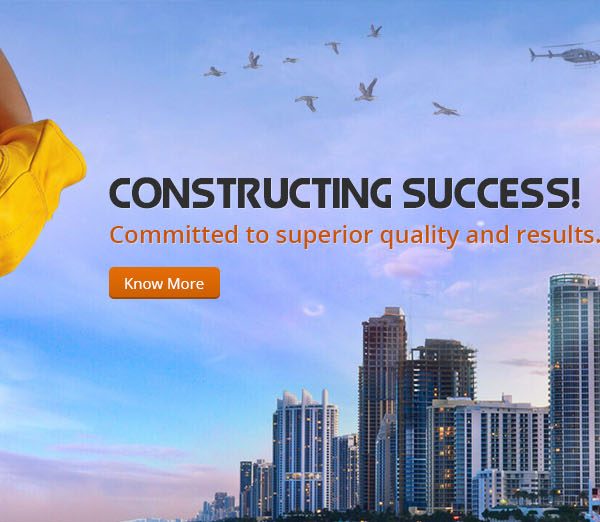 CONSTRUCTING SUCCESS!
Committed to superior quality and results.
Know More